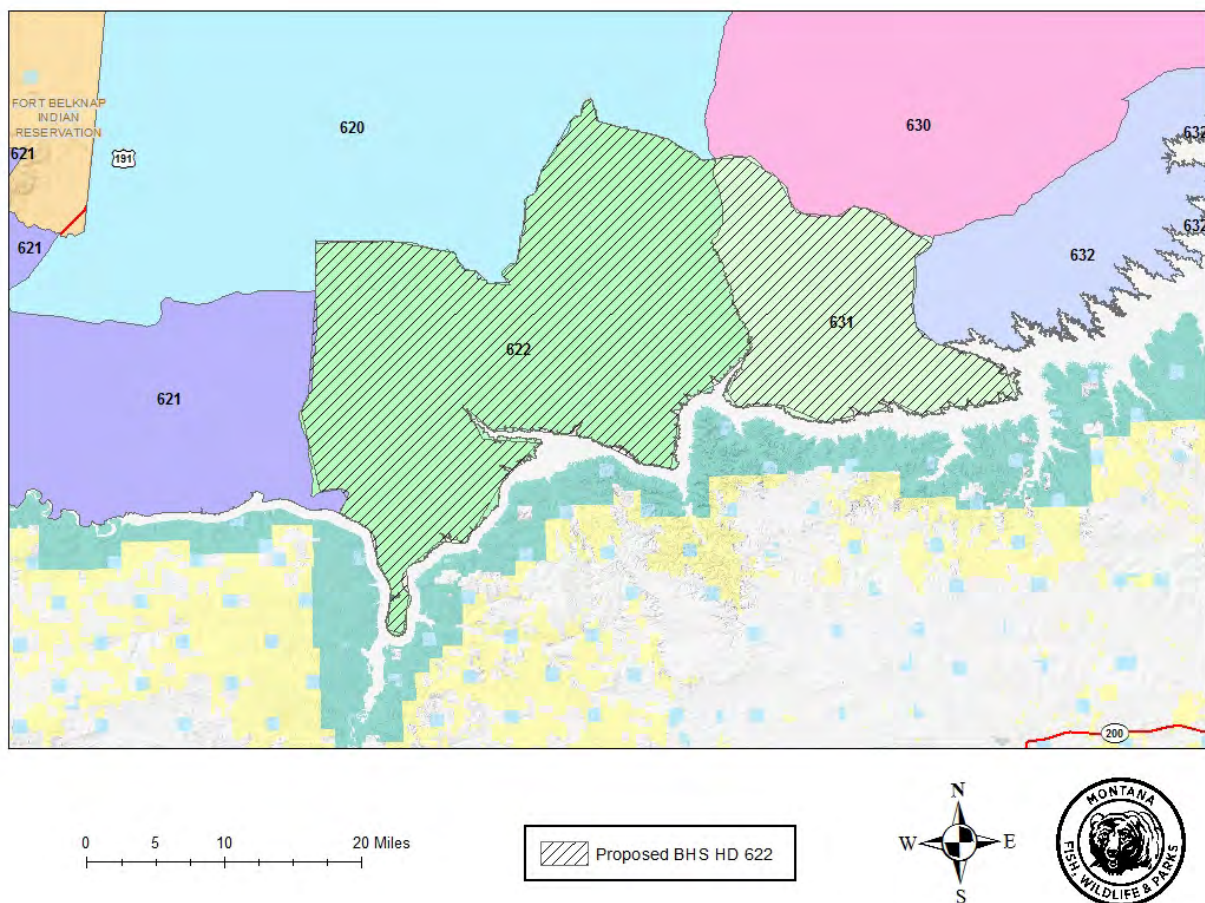 FORT BELKNAP
INDIAN
RESERVATION
621
191
620
630
632
621
632
632
631
622
621
200
0 5 10 20 Miles
Proposed BHS HD 622
N
W E
S
MONTANA
FISH, WILDLIFE & PARKS